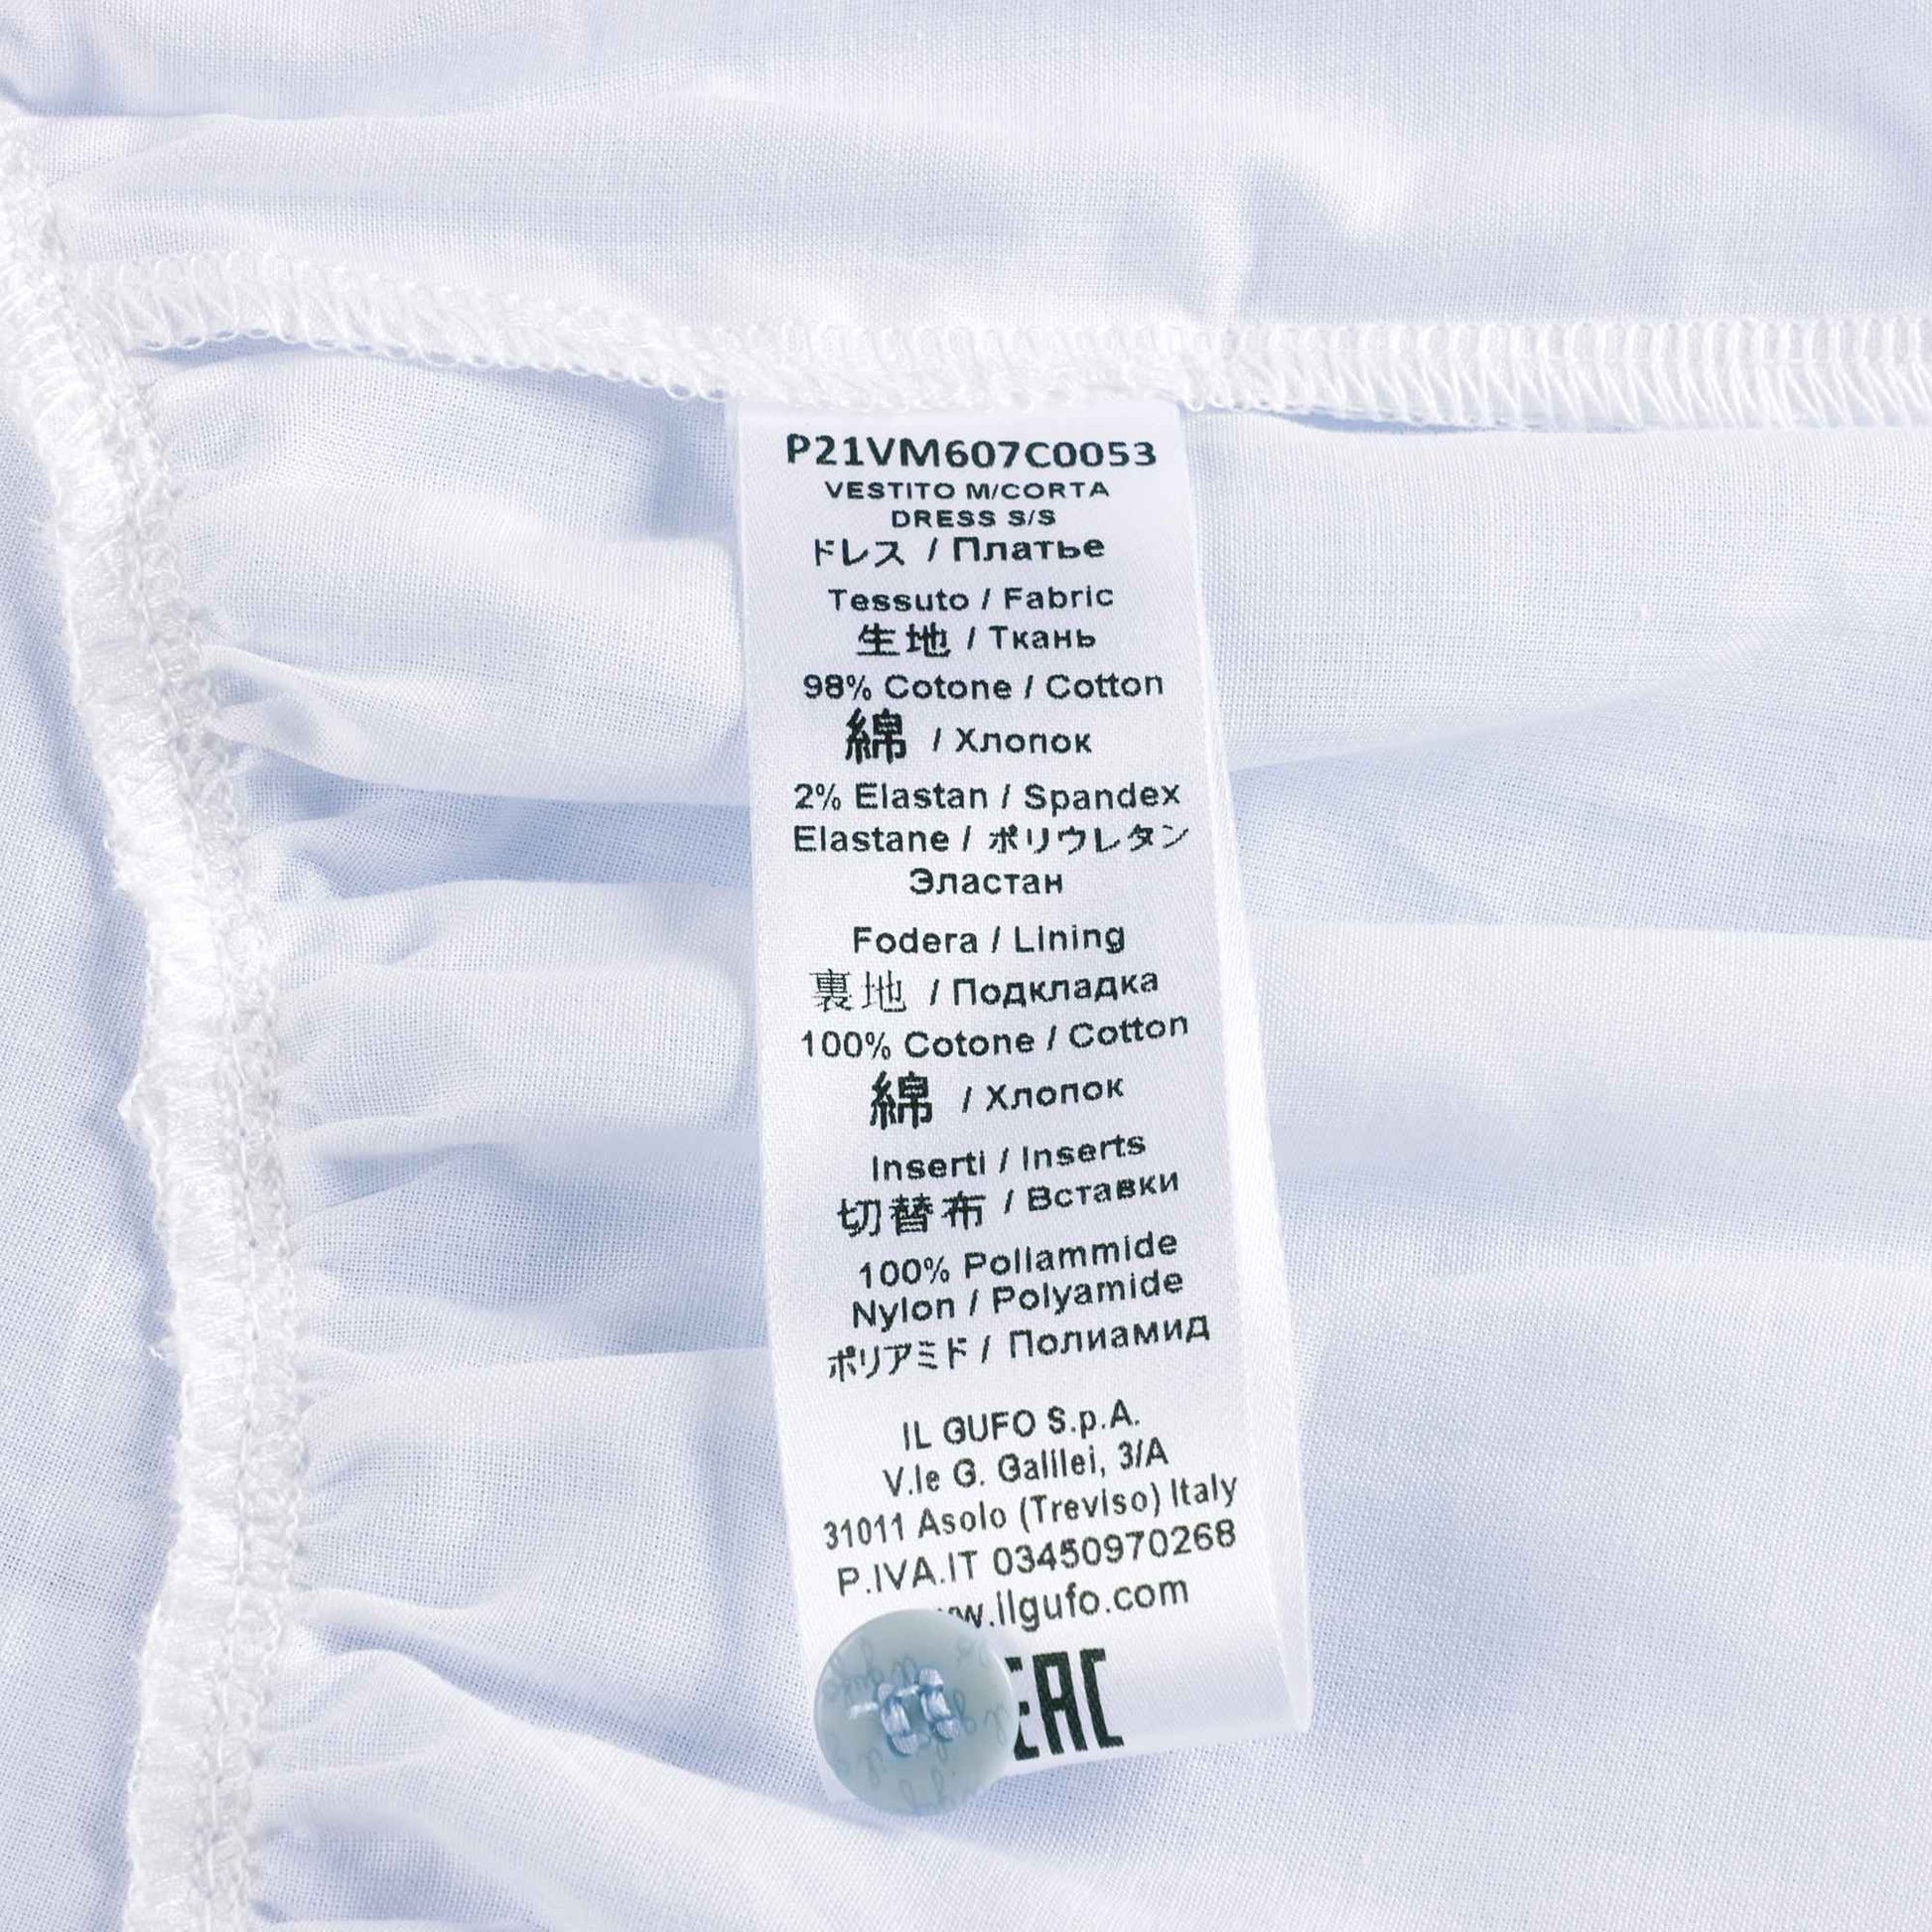 P21VM607C0053
VESTITO M/CORTA
DRESS S/S
ドレス / Платье
Tessuto / Fabric
生地 / Ткань
98% Cotone / Cotton
綿 / Хлопок
2% Elastan / Spandex
Elastane / ポリウレタン
Эластан
Fodera / Lining
裏地 / Подкладка
100% Cotone / Cotton
綿 / Хлопок
Inserti / Inserts
切替布 / Вставки
100% Poliammide
Nylon / Polyamide
ポリアミド / Полиамид
IL GUFO S.p.A.
V.le G. Galilei, 3/A
31011 Asolo (Treviso) Italy
P.IVA.IT 03450970268
w.ilgufo.com
EAC